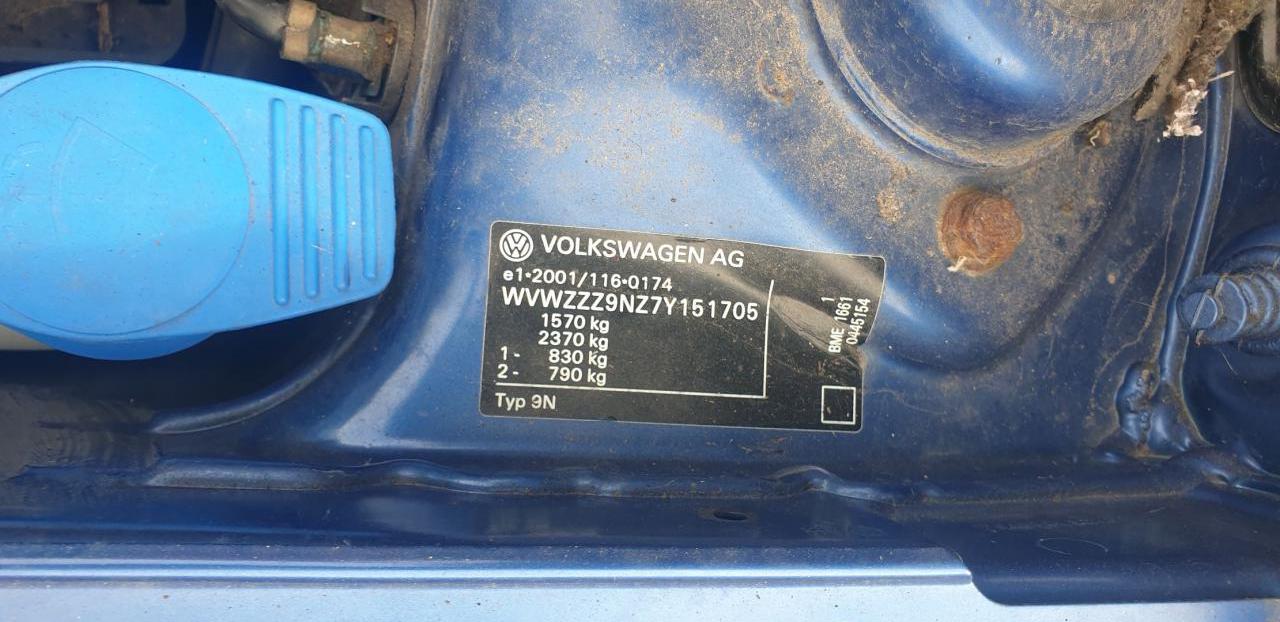 VOLKSWAGEN AG
e1*2001/116*0174
WVWZZZ9NZ7Y151705
1570 kg
2370 kg
1- 830 kg
2- 790 kg
Typ 9N
BME 1661 1
0445154